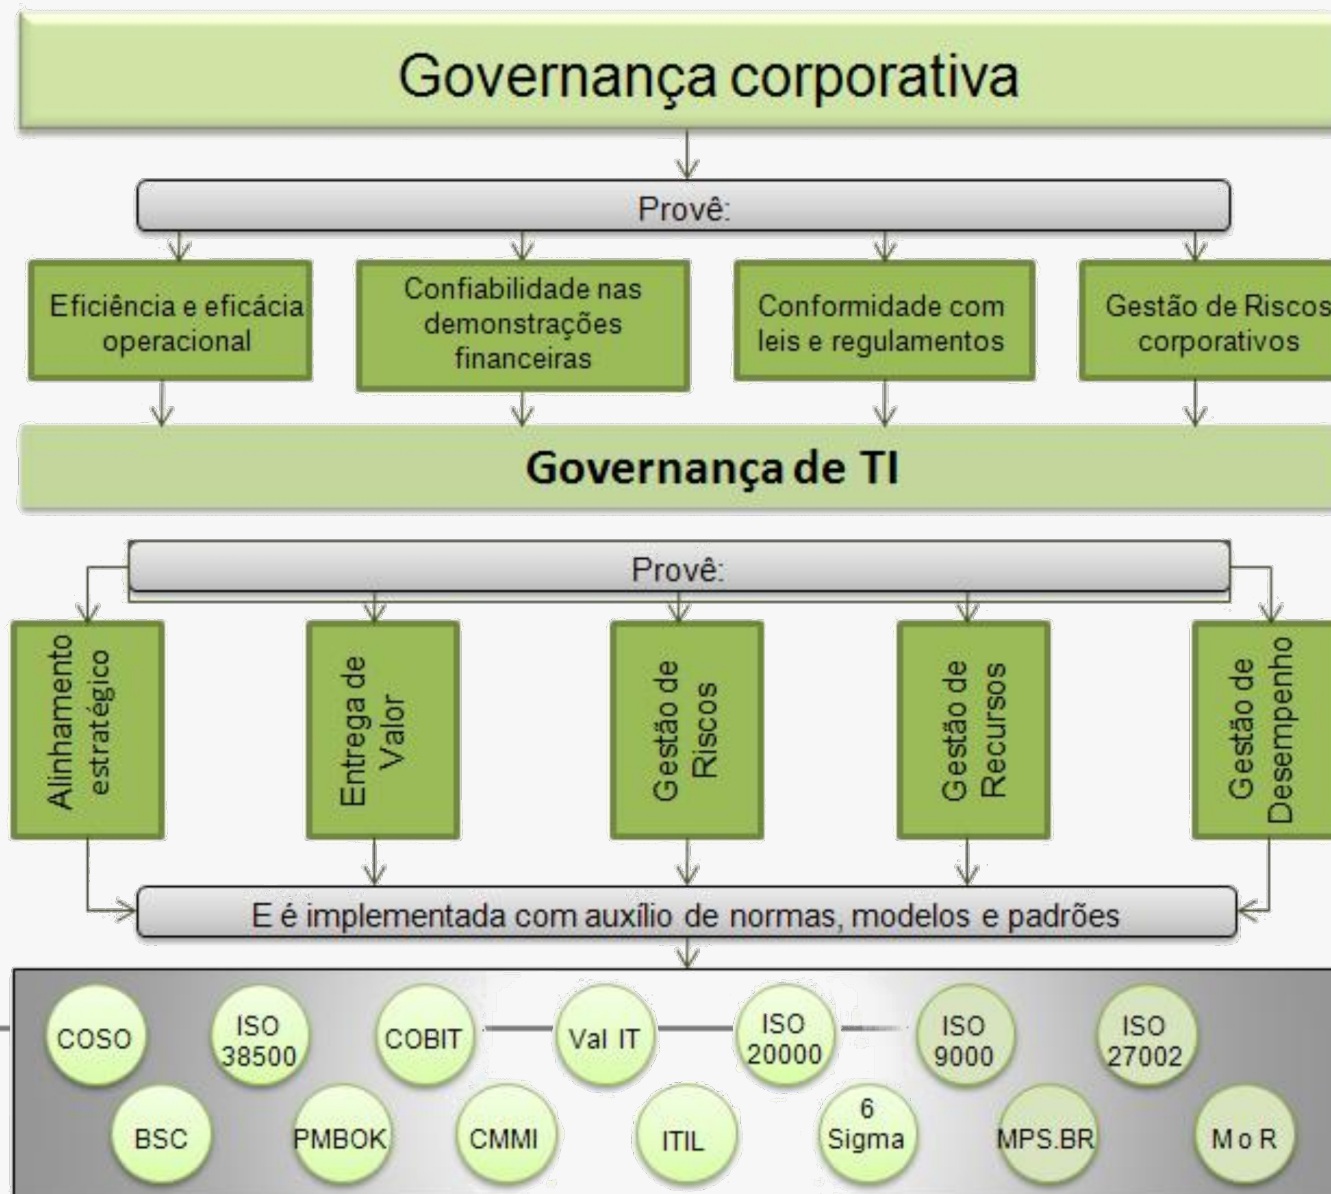 Governança corporativa
Provê:
Eficiência e eficácia
operacional
Confiabilidade nas
demonstrações
financeiras
Conformidade com
leis e regulamentos
Gestão de Riscos
corporativos
Governança de TI
Provê:
Alinhamento
estratégico
Entrega de
Valor
Gestão de
Riscos
Gestão de
Recursos
Gestão de
Desempenho
E é implementada com auxílio de normas, modelos e padrões
COSO
ISO
38500
COBIT
Val IT
ISO
20000
ISO
9000
ISO
27002
BSC
PMBOK
CMMI
ITIL
6
Sigma
MPS.BR
M o R